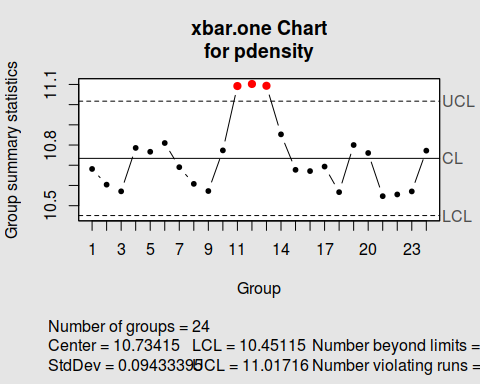 xbar.one Chart
for pdensity
Group summary statistics
11.1
10.8
10.5
UCL
CL
LCL
1 3 5 7 9 11 14 17 20 23
Group
Number of groups = 24
Center = 10.73415 LCL = 10.45115 Number beyond limits =
StdDev = 0.09433395 UCL = 11.01716 Number violating runs =